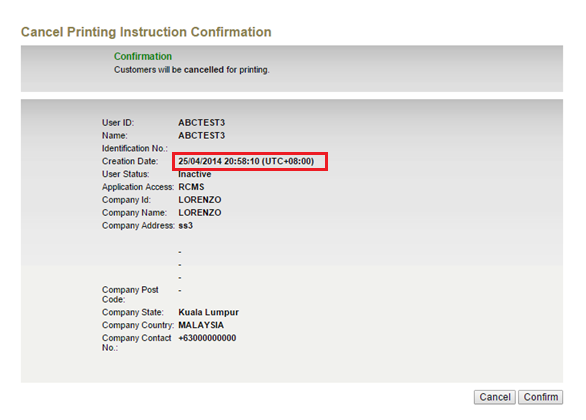 Cancel Printing Instruction Confirmation
Confirmation
Customers will be cancelled for printing.
User ID: ABCTEST3
Name: ABCTEST3
Identification No.:
Creation Date: 25/04/2014 20:58:10 (UTC+08:00)
User Status: Inactive
Application Access: RCMS
Company Id: LORENZO
Company Name: LORENZO
Company Address: ss3
-
-
-
Company Post -
Code:
Company State: Kuala Lumpur
Company Country: MALAYSIA
Company Contact +63000000000
No.:
Cancel Confirm